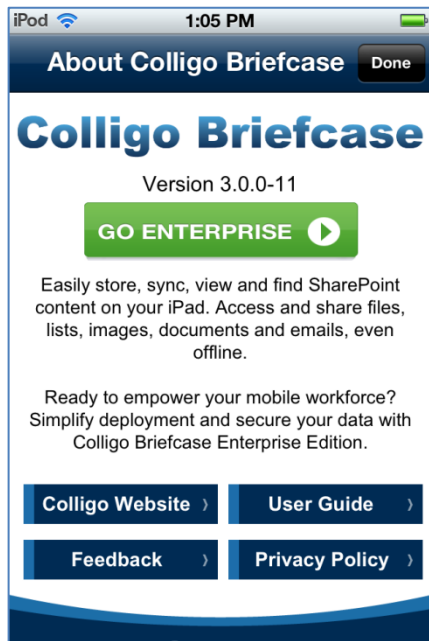 iPod 1:05 PM
About Colligo Briefcase Done
Colligo Briefcase
Version 3.0.0-11
GO ENTERPRISE
Easily store, sync, view and find SharePoint
content on your iPad. Access and share files,
lists, images, documents and emails, even
offline.
Ready to empower your mobile workforce?
Simplify deployment and secure your data with
Colligo Briefcase Enterprise Edition.
Colligo Website User Guide
Feedback Privacy Policy